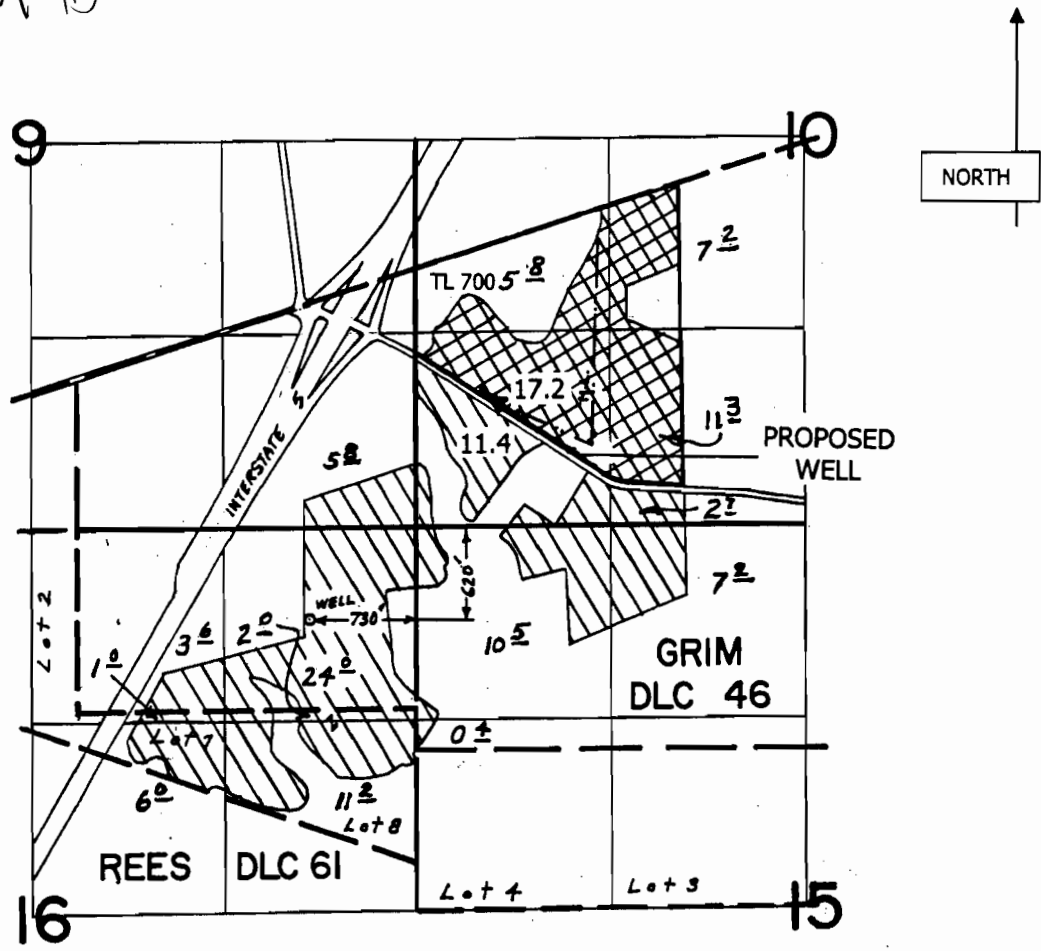 9
10
NORTH
7 2
TL 700 5 8
17.2
11 3
11.4
PROPOSED
WELL
5 8
INTERSTATE
5
2 7
620'
7 2
WELL
730
Lot 2
3 6
2 0
10 5
1 0
24 0
GRIM
DLC 46
Lot 7
0 4
6 0
11 2
Lot 8
REES DLC 61
Lot 4
Lot 3
16
15